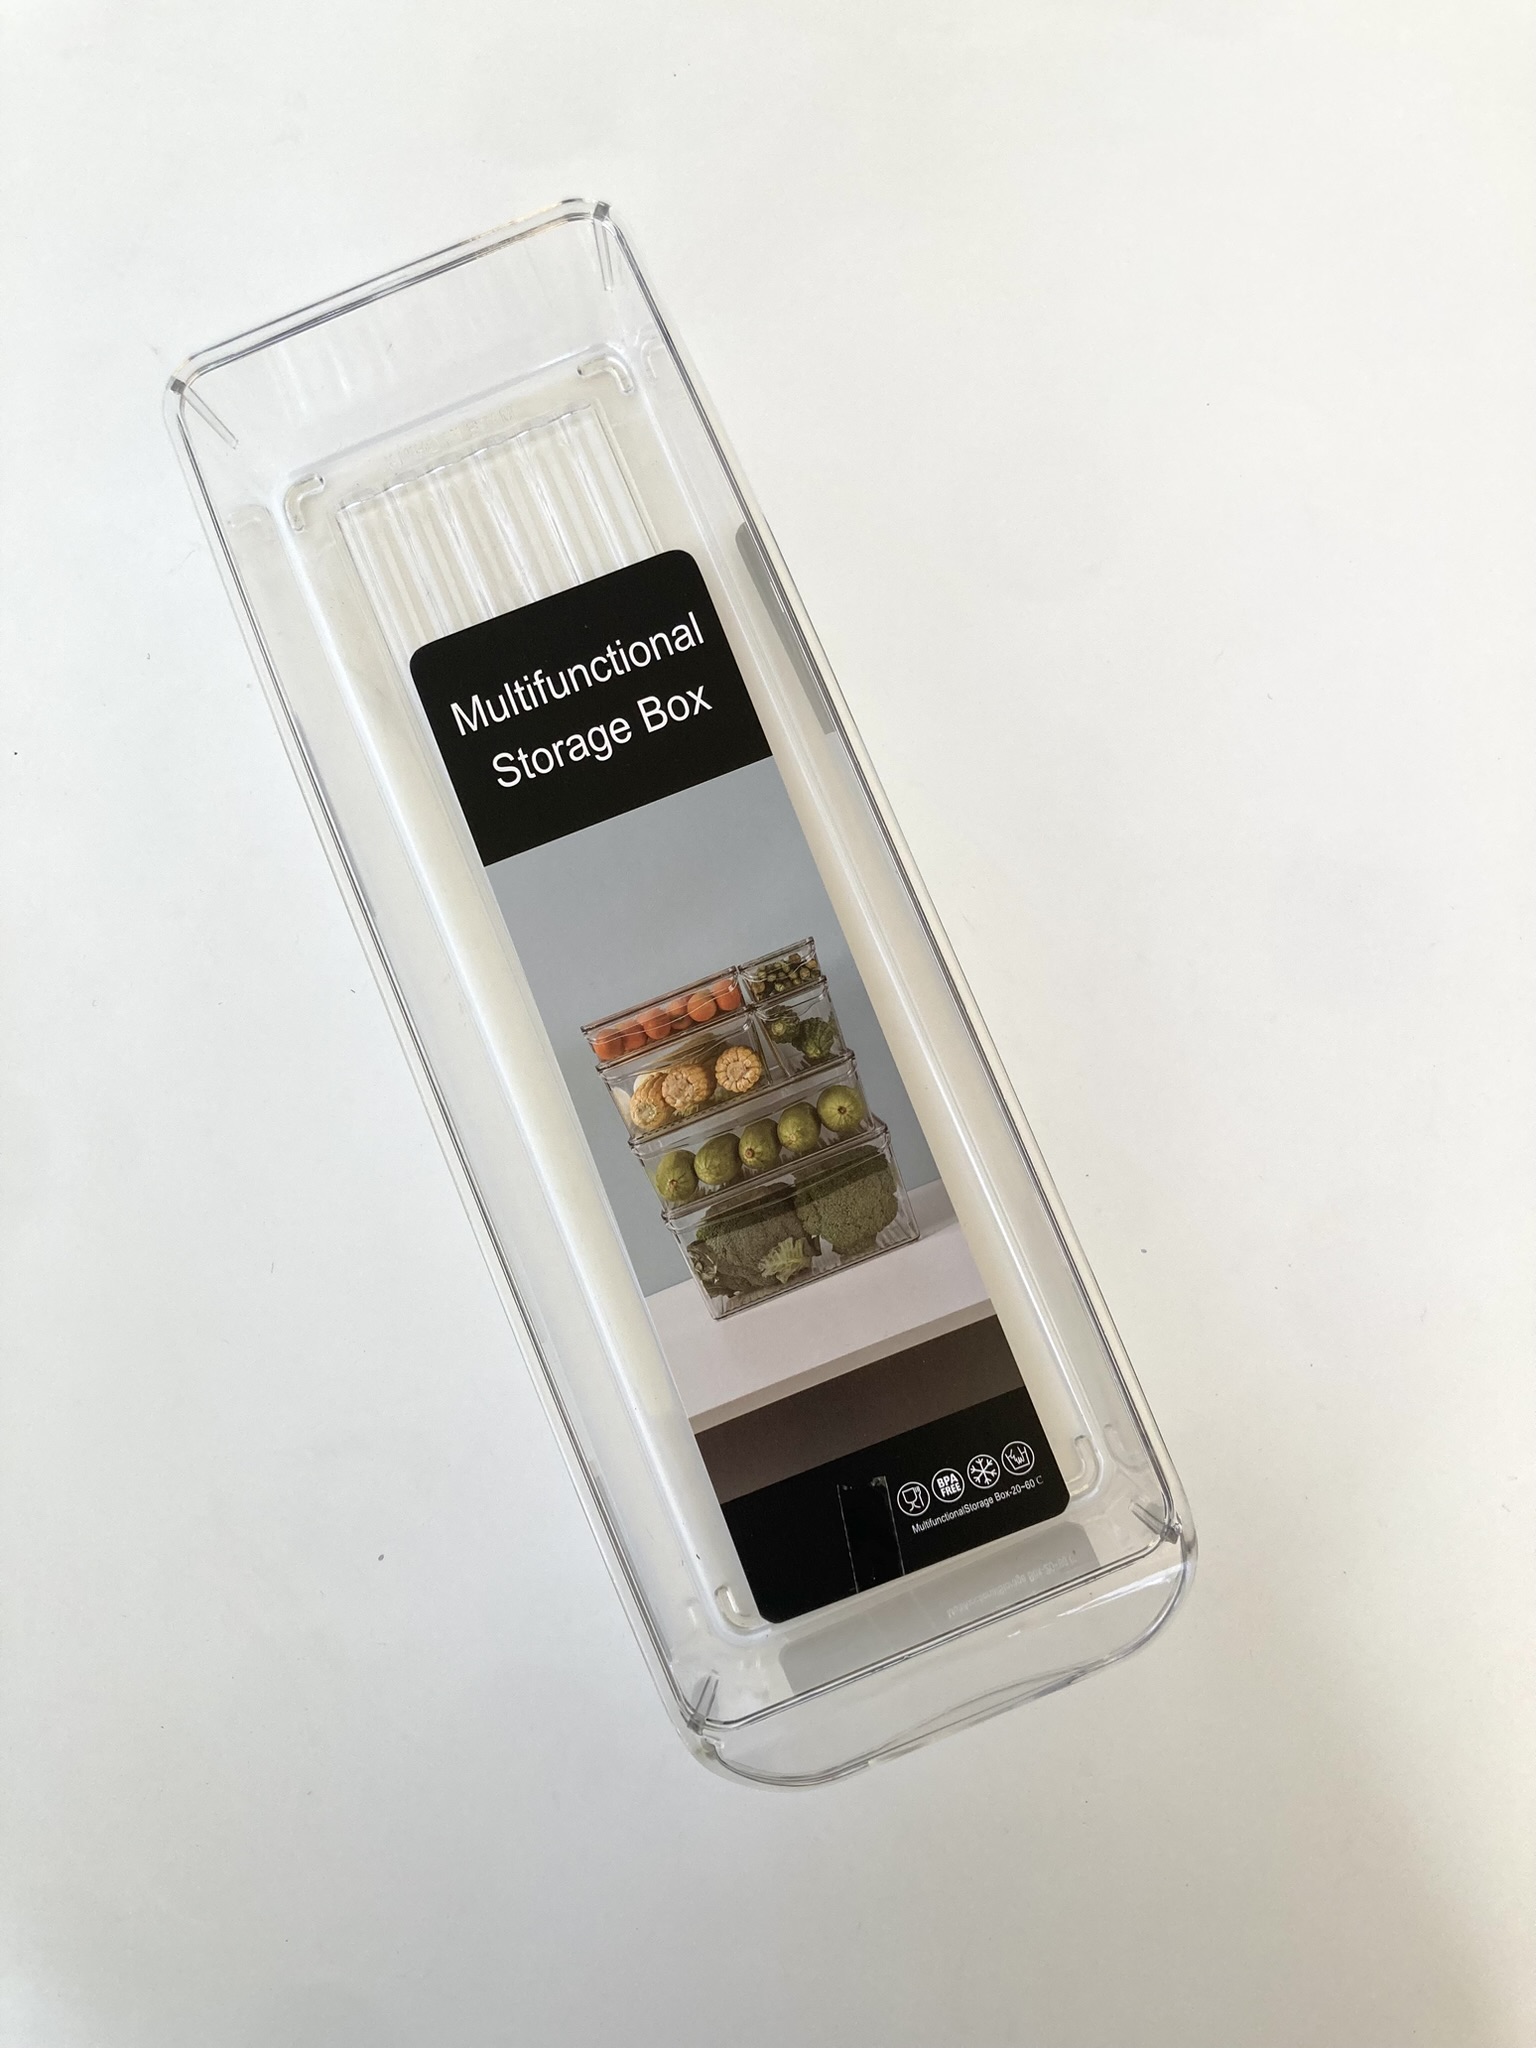 Multifunctional
Storage Box
BPA
FREE
MultifunctionalStorage Box-20~60℃